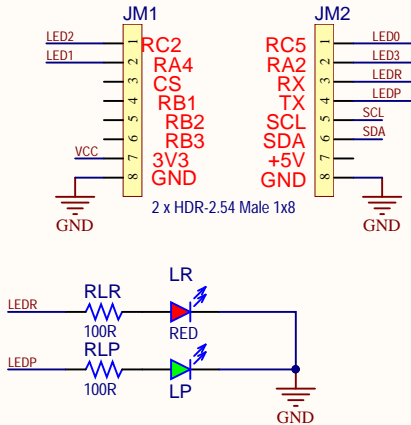 JM1 JM2
LED2 1 RC2 RC5 1 LED0
LED1 2 RA4 RA2 2 LED3
3 CS RX 3 LEDR
4 RB1 TX 4 LEDP
5 RB2 SCL 5 SCL
6 RB3 SDA 6 SDA
VCC 7 3V3 +5V 7
8 GND GND 8
GND GND
2 x HDR-2.54 Male 1x8
LR
LEDR RLR
100R RED
LEDP RLP
100R LP
GND